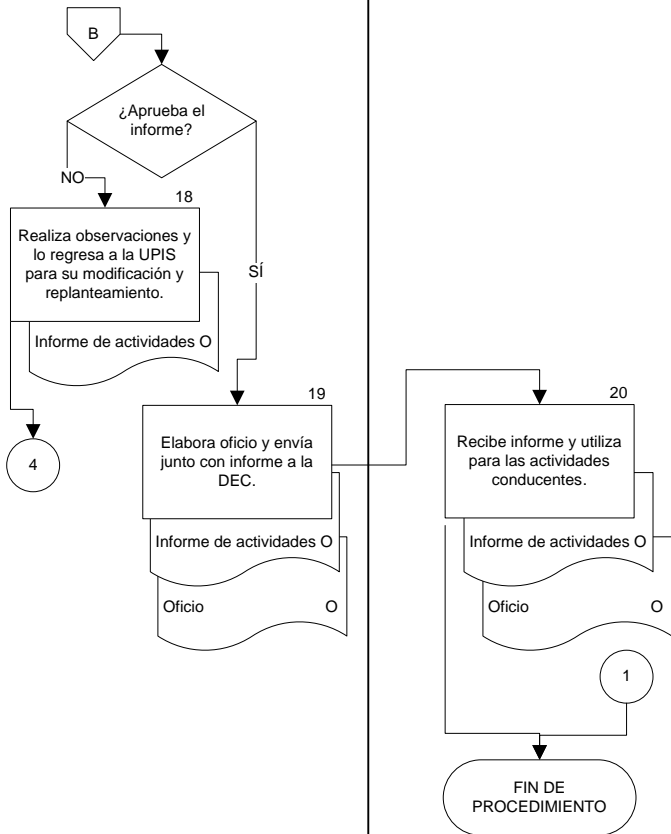 B
¿Aprueba el
informe?
NO
SÍ
18
Realiza observaciones y
lo regresa a la UPIS
para su modificación y
replanteamiento.
Informe de actividades O
4
19
Elabora oficio y envía
junto con informe a la
DEC.
Informe de actividades O
Oficio O
20
Recibe informe y utiliza
para las actividades
conducentes.
Informe de actividades O
Oficio O
1
FIN DE
PROCEDIMIENTO